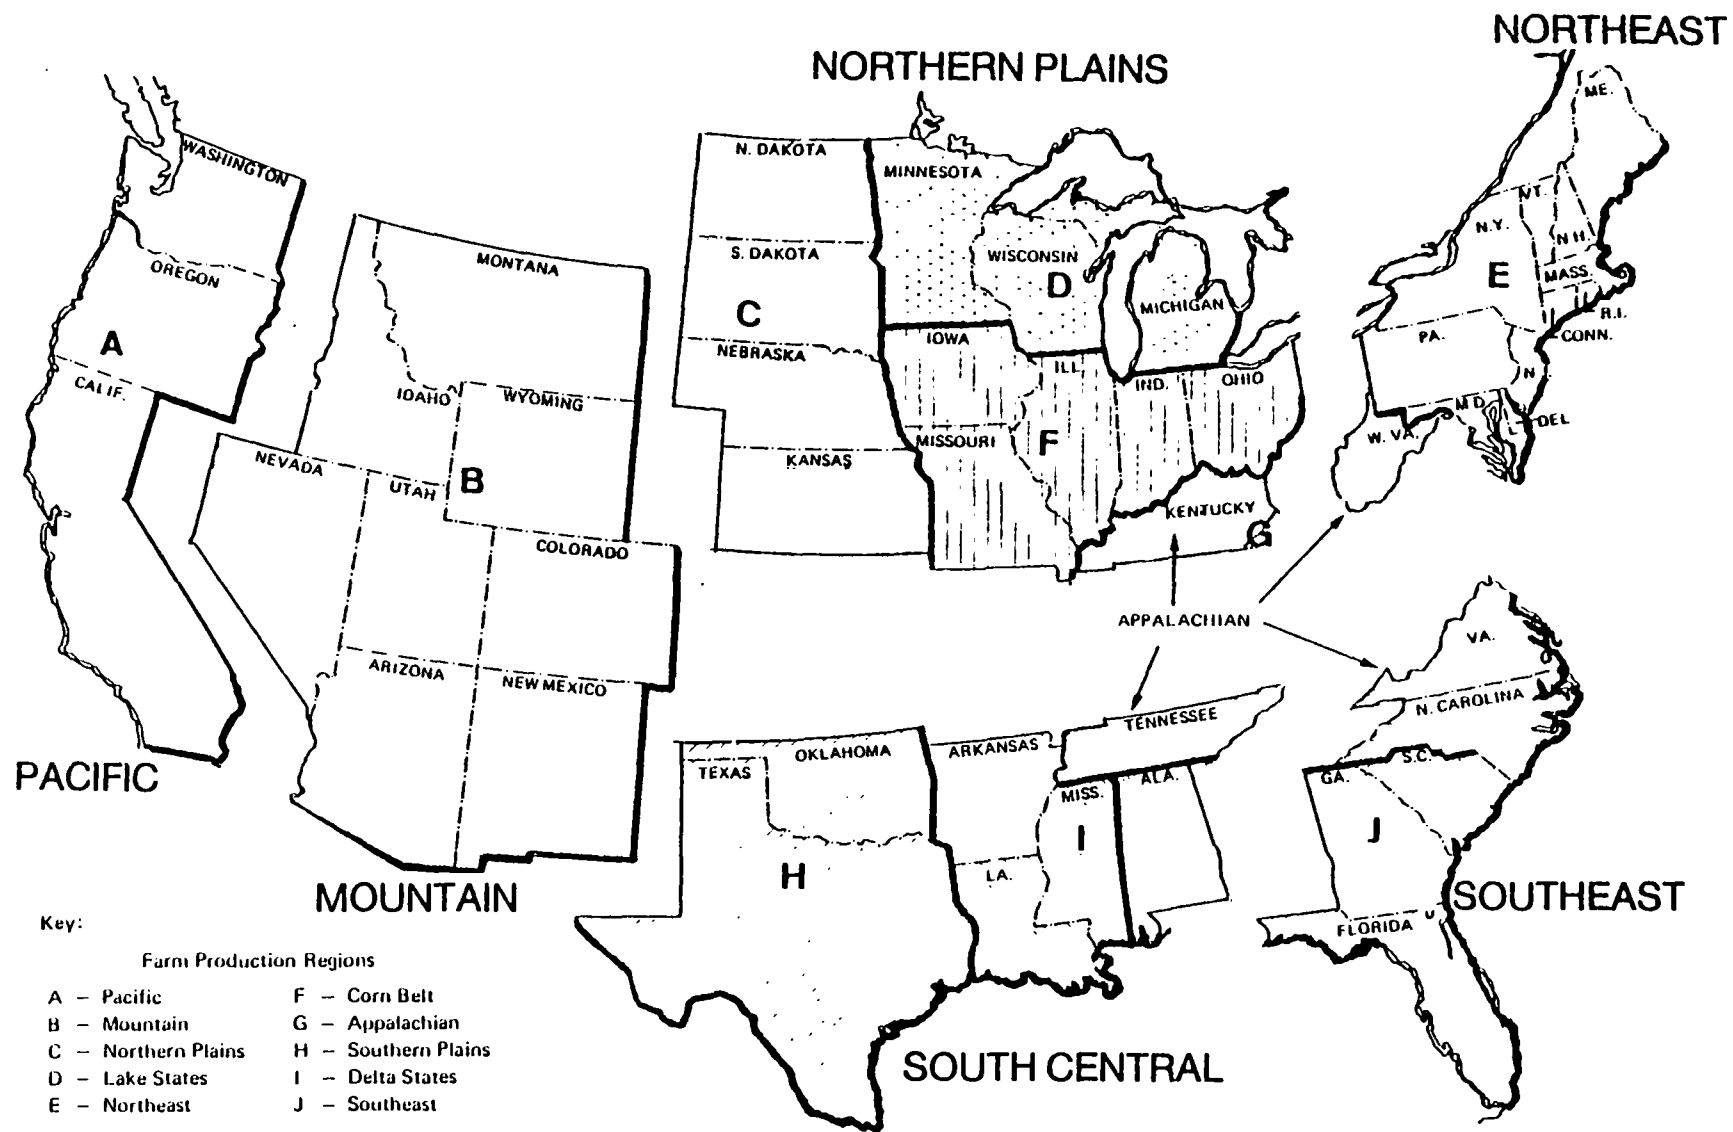 NORTHEAST
NORTHERN PLAINS
ME.
WASHINGTON
N. DAKOTA
MINNESOTA
VT.
N.Y.
N.H.
OREGON
MONTANA
S. DAKOTA
WISCONSIN
D
E
MASS.
MICHIGAN
C
R.I.
A
NEBRASKA
IOWA
PA.
CONN.
CALIF.
ILL.
IND.
OHIO
N
IDAHO
WYOMING
M D.
DEL
W. VA.
F
MISSOURI
NEVADA
KANSAS
UTAH
B
KENTUCKY
G
COLORADO
APPALACHIAN
VA.
ARIZONA
NEW MEXICO
N. CAROLINA
TENNESSEE
OKLAHOMA
ARKANSAS
S.C.
PACIFIC
TEXAS
ALA.
GA.
MISS.
I
J
LA.
H
MOUNTAIN
SOUTHEAST
FLORIDA
SOUTH CENTRAL
Key:
Farm Production Regions
A – Pacific
B – Mountain
C – Northern Plains
D – Lake States
E – Northeast
F – Corn Belt
G – Appalachian
H – Southern Plains
I – Delta States
J – Southeast